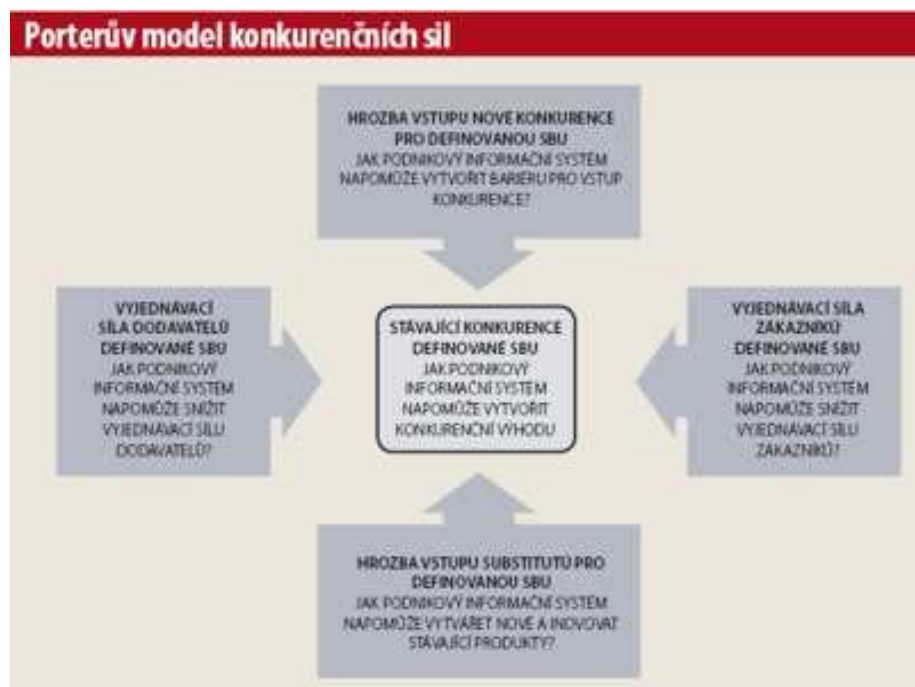 Porterův model konkurenčních sil
HROZBA VSTUPU NOVÉ KONKURENCE
PRO DEFINOVANOU SBU
JAK PODNIKOVÝ INFORMAČNÍ SYSTÉM
NAPOMŮŽE VYTVOŘIT BARIÉRU PRO VSTUP
KONKURENCE?
VYJEDNÁVACÍ
SÍLA DODAVATELŮ
DEFINOVANÉ SBU
JAK PODNIKOVÝ
INFORMAČNÍ SYSTÉM
NAPOMŮŽE SNÍŽIT
VYJEDNÁVACÍ SÍLU
DODAVATELŮ?
STÁVAJÍCÍ KONKURENCE
DEFINOVANÉ SBU
JAK PODNIKOVÝ
INFORMAČNÍ SYSTÉM
NAPOMŮŽE VYTVOŘIT
KONKURENČNÍ VÝHODU
VYJEDNÁVACÍ SÍLA
ZÁKAZNÍKŮ
DEFINOVANÉ SBU
JAK PODNIKOVÝ
INFORMAČNÍ SYSTÉM
NAPOMŮŽE SNÍŽIT
VYJEDNÁVACÍ SÍLU
ZÁKAZNÍKŮ?
HROZBA VSTUPU SUBSTITUTŮ PRO
DEFINOVANOU SBU
JAK PODNIKOVÝ INFORMAČNÍ SYSTÉM
NAPOMŮŽE VYTVÁŘET NOVÉ A INOVOVAT
STÁVAJÍCÍ PRODUKTY?